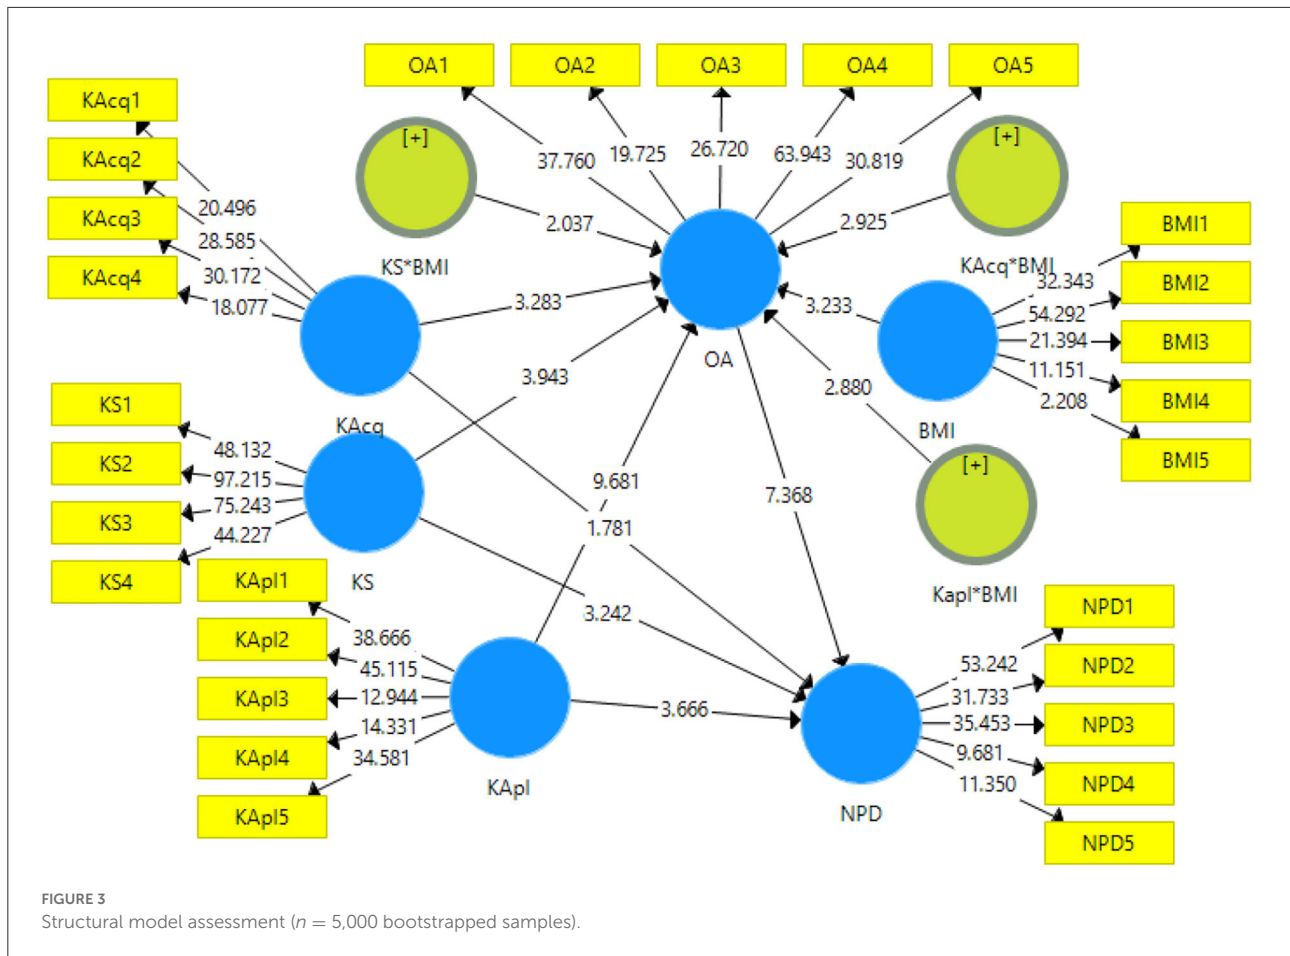 OA1
OA2
OA3
OA4
OA5
KAcq1
KAcq2
KAcq3
KAcq4
[+]
[+]
37.760
19.725
26.720
63.943
30.819
20.496
28.585
30.172
18.077
2.037
2.925
KS*BMI
KAcq*BMI
BMI1
BMI2
BMI3
BMI4
BMI5
32.343
54.292
21.394
11.151
2.208
3.283
3.233
OA
BMI
KAcq
3.943
2.880
KS1
KS2
KS3
KS4
48.132
97.215
75.243
44.227
KS
[+]
Kapl*BMI
9.681
1.781
7.368
3.242
KApl1
KApl2
KApl3
KApl4
KApl5
38.666
45.115
12.944
14.331
34.581
KApl
3.666
NPD
NPD1
NPD2
NPD3
NPD4
NPD5
53.242
31.733
35.453
9.681
11.350
FIGURE 3
Structural model assessment (n = 5,000 bootstrapped samples).